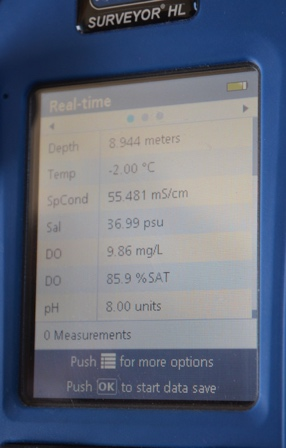 SURVEYOR® HL
Real-time
Depth 8.944 meters
Temp -2.00 °C
SpCond 55.481 mS/cm
Sal 36.99 psu
DO 9.86 mg/L
DO 85.9 %SAT
pH 8.00 units
0 Measurements
Push for more options
Push OK to start data save